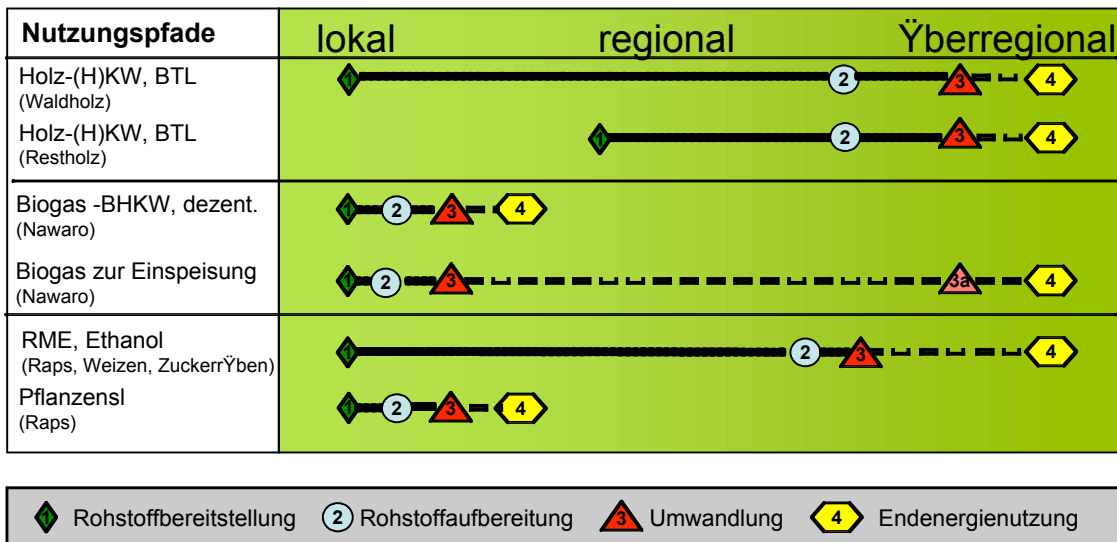 Nutzungspfade lokal regional Ÿberregional
Holz-(H)KW, BTL
(Waldholz)
1 2 3 4
Holz-(H)KW, BTL
(Restholz)
1 2 3 4
Biogas -BHKW, dezent.
(Nawaro)
1 2 3 4
Biogas zur Einspeisung
(Nawaro)
1 2 3 3a 4
RME, Ethanol
(Raps, Weizen, ZuckerrŸben)
1 2 3 4
Pflanzensl
(Raps)
1 2 3 4
1 Rohstoffbereitstellung 2 Rohstoffaufbereitung 3 Umwandlung 4 Endenergienutzung